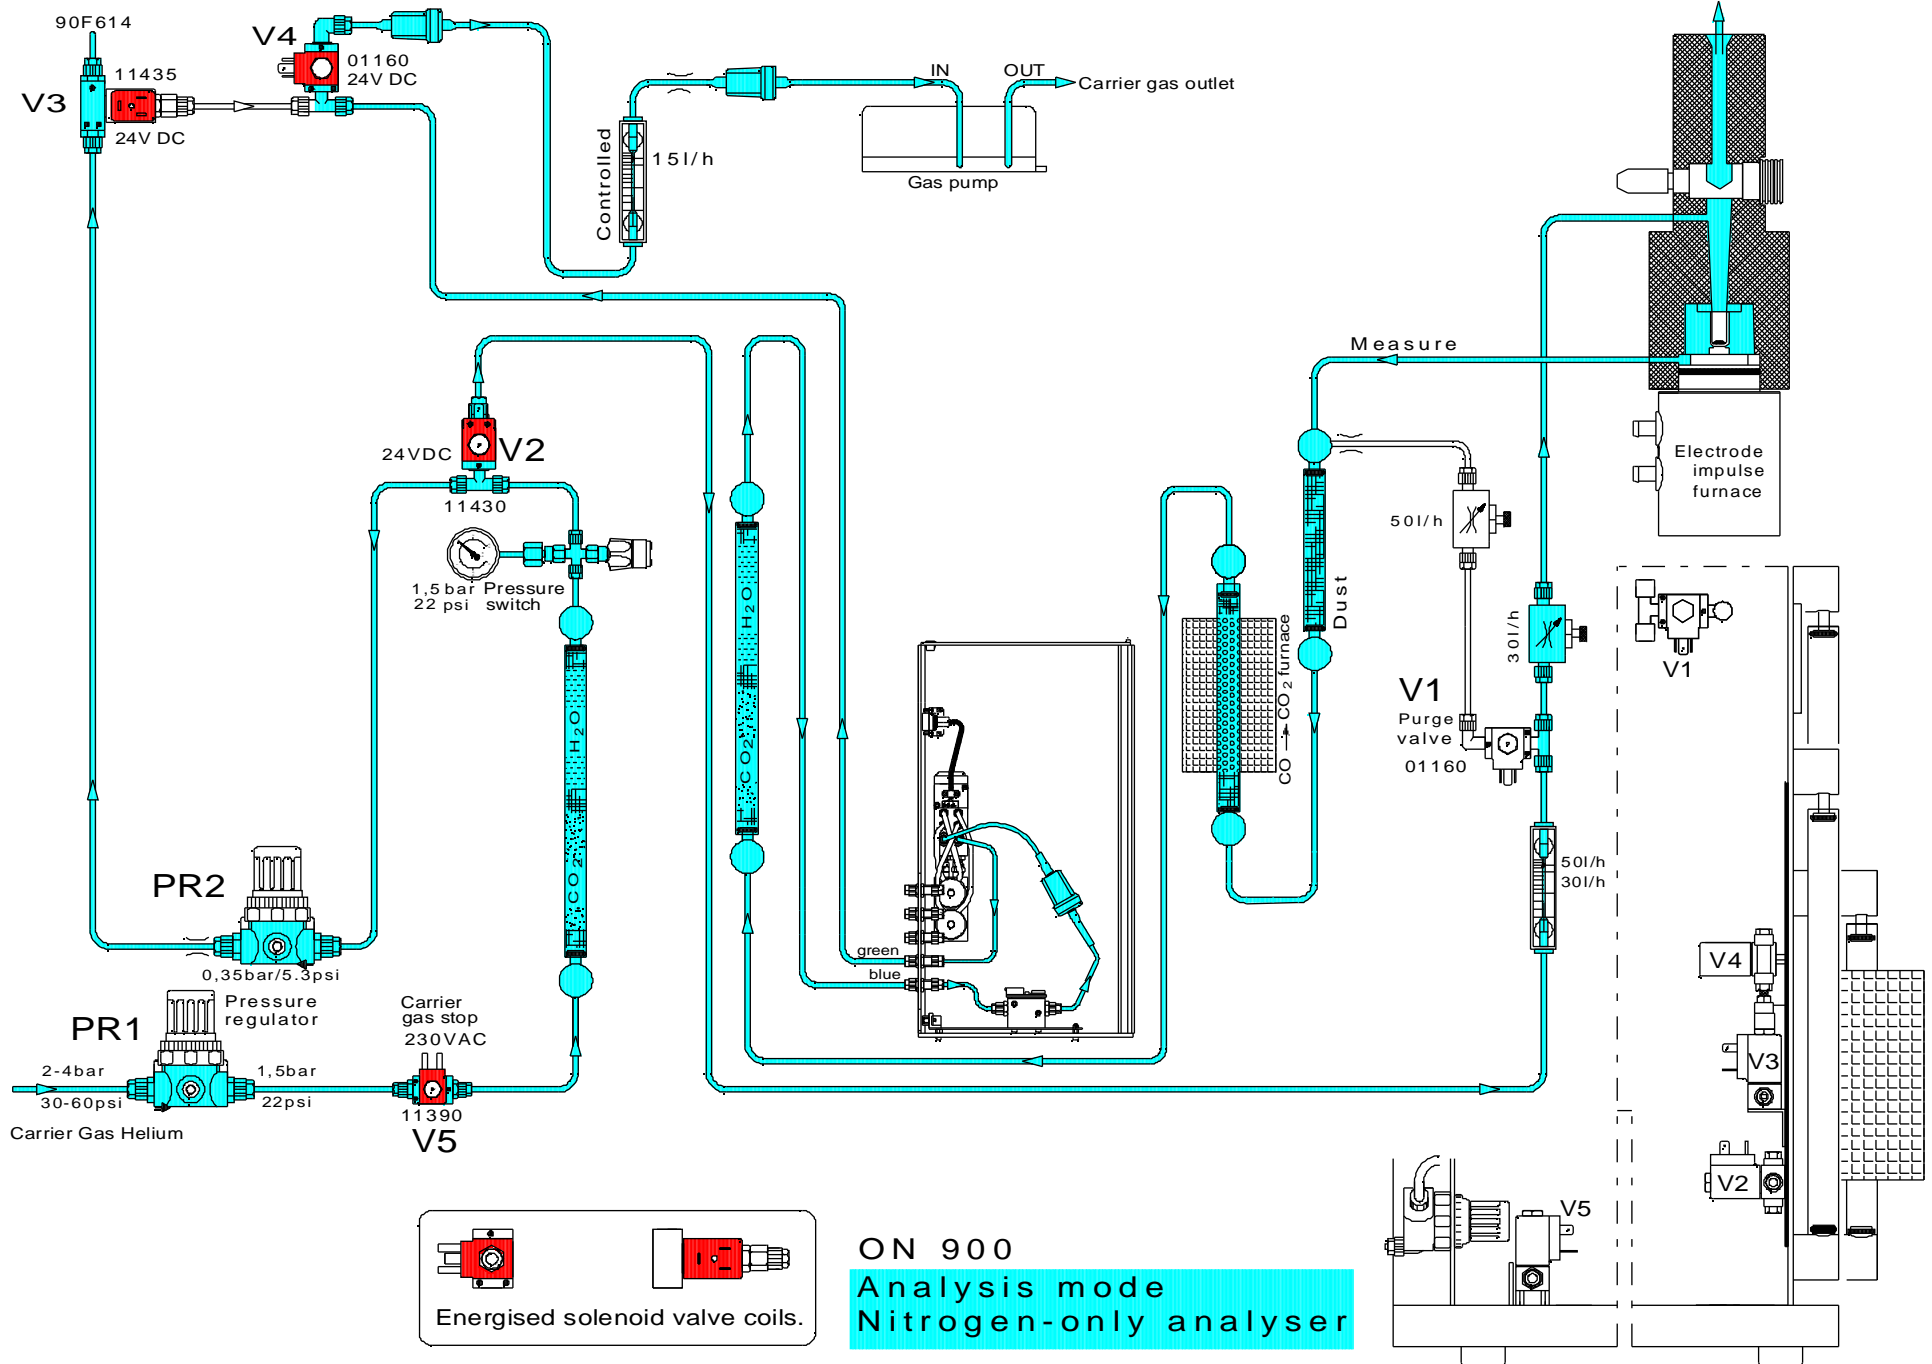 90F614
V4
01160
24V DC
11435
V3
24V DC
IN
OUT
Carrier gas outlet
Controlled
15l/h
Gas pump
Measure
24VDC
V2
11430
1,5bar Pressure
22 psi switch
H2O
CO2
H2O
CO2
Electrode
impulse
furnace
50l/h
Dust
CO → CO2 furnace
30l/h
V1
V1
Purge
valve
01160
50l/h
30l/h
PR2
0,35bar/5.3psi
Pressure
regulator
PR1
2-4bar
30-60psi
1,5bar
22psi
Carrier Gas Helium
Carrier
gas stop
230VAC
11390
V5
green
blue
V4
V3
V2
V5
Energised solenoid valve coils.
ON 900
Analysis mode
Nitrogen-only analyser